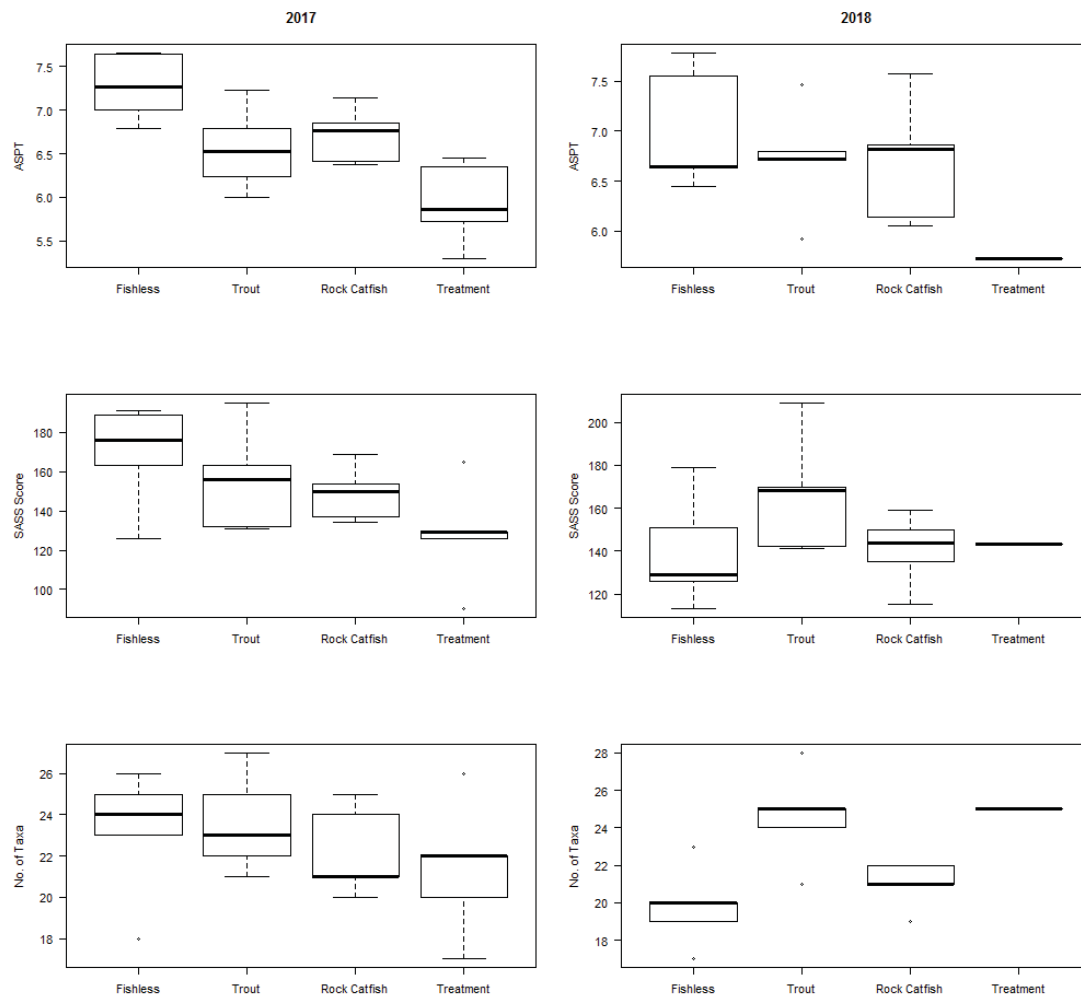 2017
2018
ASPT
7.5
7.0
6.5
6.0
5.5
Fishless Trout Rock Catfish Treatment
ASPT
7.5
7.0
6.5
6.0
Fishless Trout Rock Catfish Treatment
SASS Score
180
160
140
120
100
Fishless Trout Rock Catfish Treatment
SASS Score
200
180
160
140
120
Fishless Trout Rock Catfish Treatment
No. of Taxa
26
24
22
20
18
Fishless Trout Rock Catfish Treatment
No. of Taxa
28
26
24
22
20
18
Fishless Trout Rock Catfish Treatment